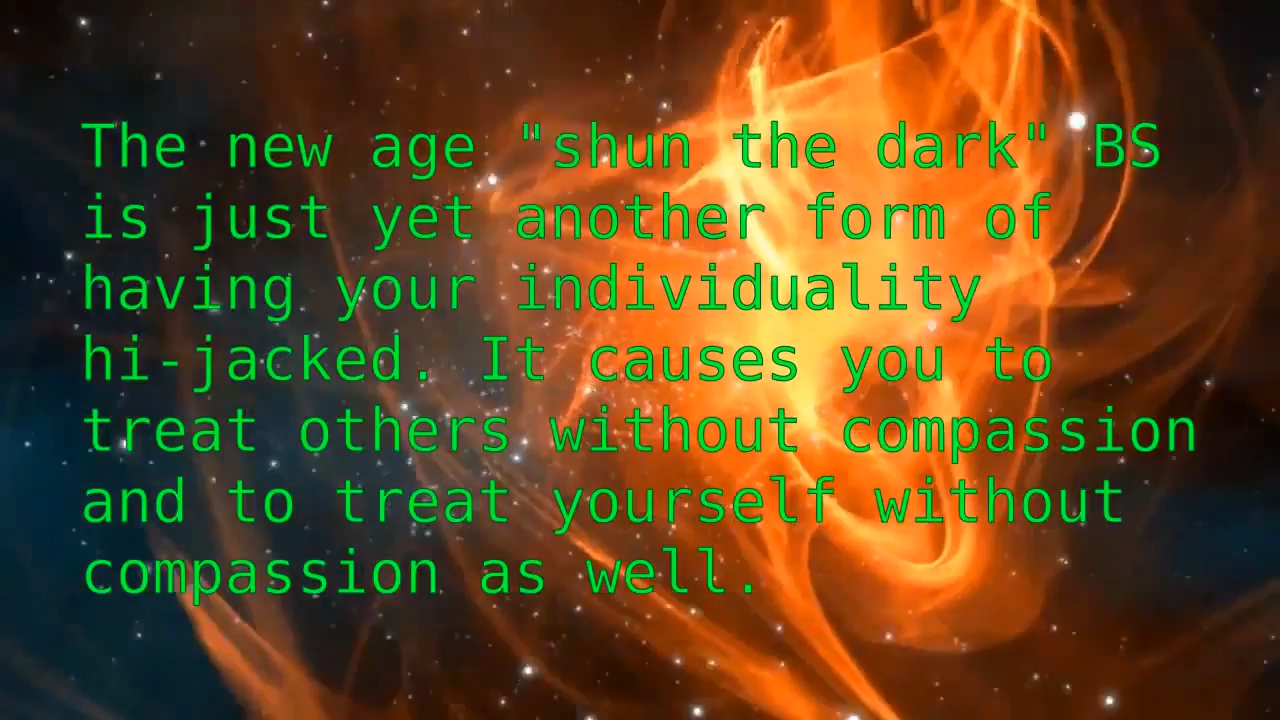 The new age "shun the dark" BS
is just yet another form of
having your individuality
hi-jacked. It causes you to
treat others without compassion
and to treat yourself without
compassion as well.